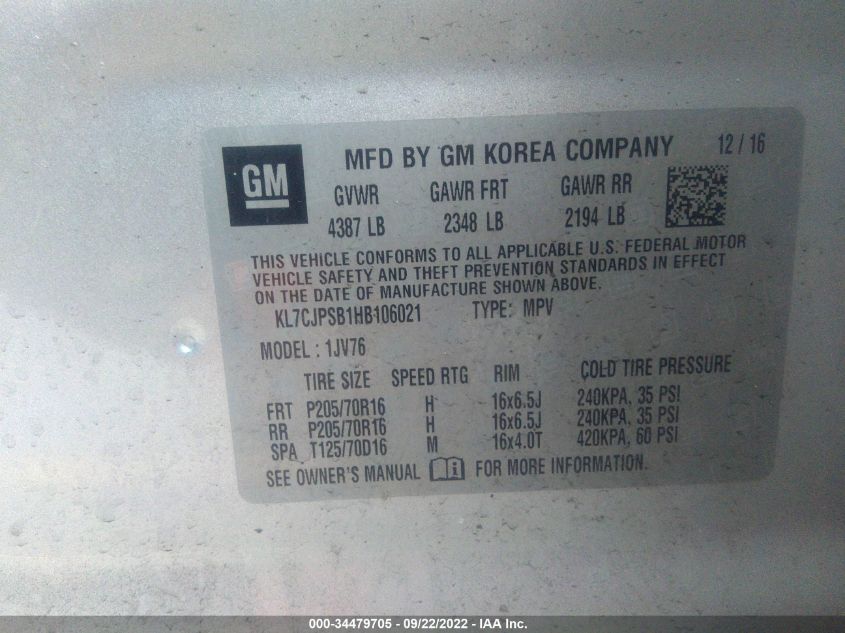 GM
MFD BY GM KOREA COMPANY 12 / 16
GVWR GAWR FRT GAWR RR
4387 LB 2348 LB 2194 LB
THIS VEHICLE CONFORMS TO ALL APPLICABLE U.S. FEDERAL MOTOR
VEHICLE SAFETY AND THEFT PREVENTION STANDARDS IN EFFECT
ON THE DATE OF MANUFACTURE SHOWN ABOVE.
KL7CJPSB1HB106021 TYPE: MPV
MODEL : 1JV76
TIRE SIZE SPEED RTG RIM COLD TIRE PRESSURE
FRT P205/70R16 H 16x6.5J 240KPA, 35 PSI
RR P205/70R16 H 16x6.5J 240KPA, 35 PSI
SPA T125/70D16 M 16x4.0T 420KPA, 60 PSI
SEE OWNER'S MANUAL FOR MORE INFORMATION.
000-34479705 - 09/22/2022 - IAA Inc.